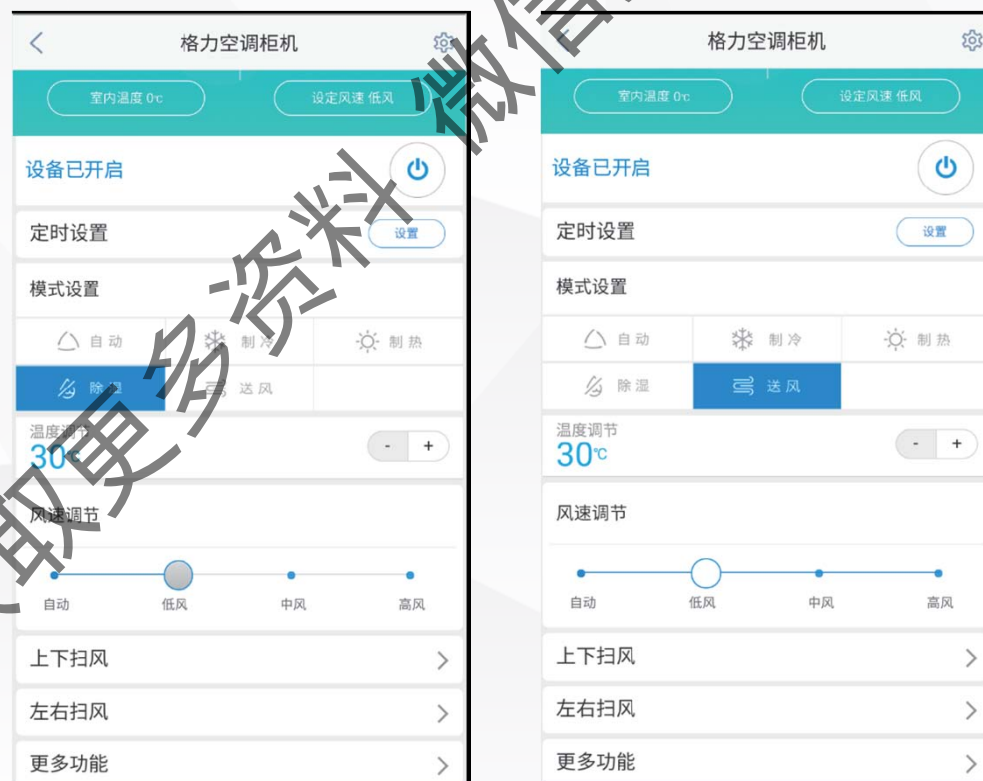 格力空调柜机
室内温度 0℃
设定风速 低风
设备已开启
定时设置
设置
模式设置
自动
制冷
制热
除湿
送风
温度调节
30℃
- +
风速调节
自动 低风 中风 高风
上下扫风
左右扫风
更多功能
格力空调柜机
室内温度 0℃
设定风速 低风
设备已开启
定时设置
设置
模式设置
自动
制冷
制热
除湿
送风
温度调节
30℃
- +
风速调节
自动 低风 中风 高风
上下扫风
左右扫风
更多功能
取更多资料 微信